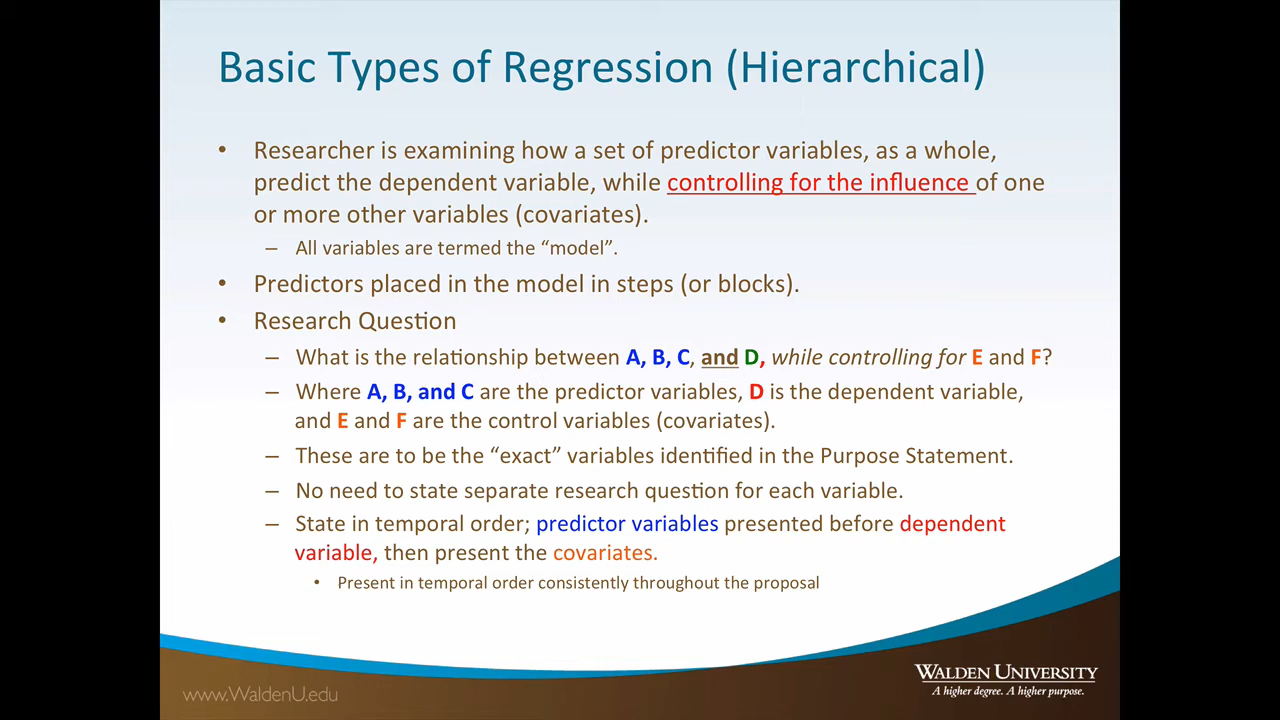 Basic Types of Regression (Hierarchical)
• Researcher is examining how a set of predictor variables, as a whole,
predict the dependent variable, while controlling for the influence of one
or more other variables (covariates).
– All variables are termed the “model”.
• Predictors placed in the model in steps (or blocks).
• Research Question
– What is the relationship between A, B, C, and D, while controlling for E and F?
– Where A, B, and C are the predictor variables, D is the dependent variable,
and E and F are the control variables (covariates).
– These are to be the “exact” variables identified in the Purpose Statement.
– No need to state separate research question for each variable.
– State in temporal order; predictor variables presented before dependent
variable, then present the covariates.
• Present in temporal order consistently throughout the proposal
www.WaldenU.edu
WALDEN UNIVERSITY
A higher degree. A higher purpose.